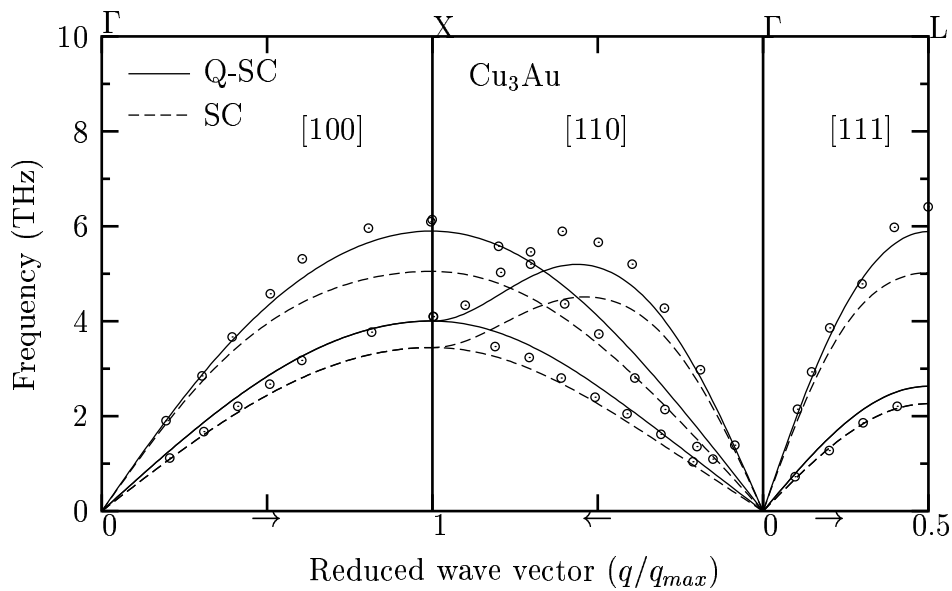 Γ X Γ L
10
Q-SC
Cu₃Au
SC
[100] [110] [111]
8
6
4
2
0
0 → 1 ← 0 → 0.5
Frequency (THz)
Reduced wave vector (q/q_max)